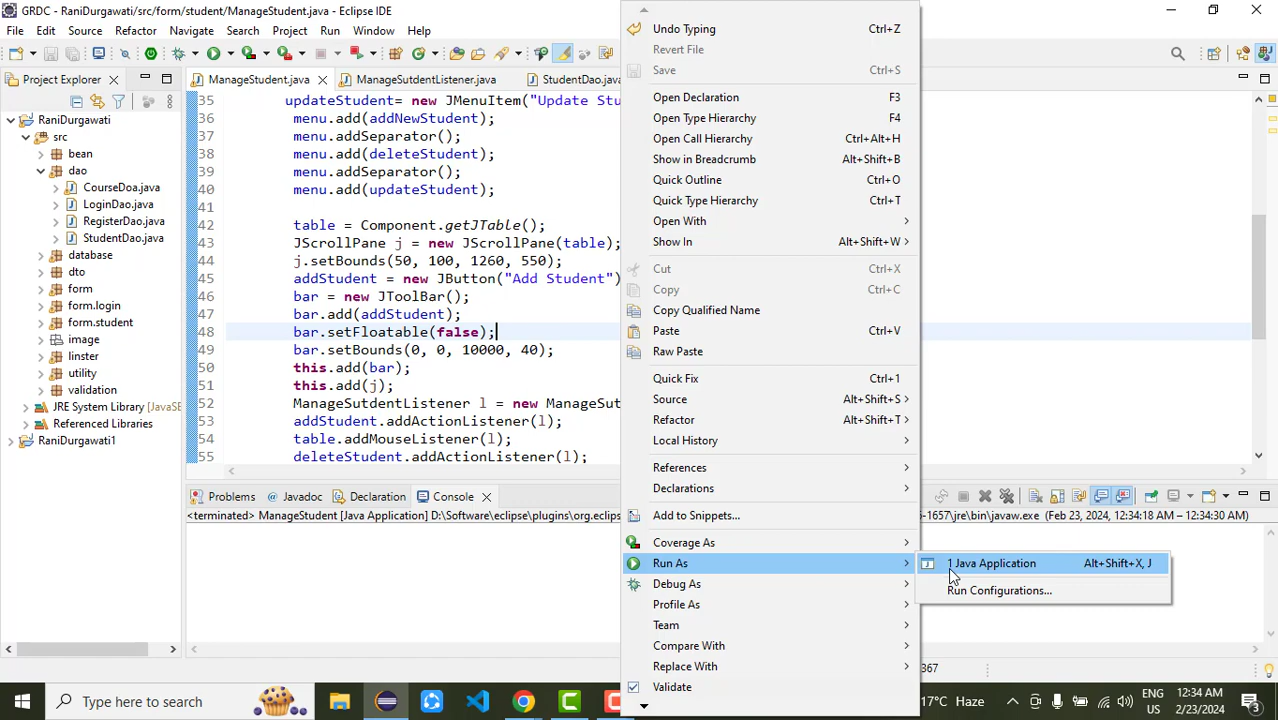 GRDC - RaniDurgawati/src/form/student/ManageStudent.java - Eclipse IDE
File Edit Source Refactor Navigate Search Project Run Window Help
Project Explorer
RaniDurgawati
src
bean
dao
CourseDoa.java
LoginDao.java
RegisterDao.java
StudentDao.java
database
dto
form
form.login
form.student
image
linster
utility
validation
JRE System Library [JavaSE
Referenced Libraries
RaniDurgawati1
ManageStudent.java
ManageSutdentListener.java
StudentDao.java
35 updateStudent= new JMenuItem("Update Stu
36 menu.add(addNewStudent);
37 menu.addSeparator();
38 menu.add(deleteStudent);
39 menu.addSeparator();
40 menu.add(updateStudent);
41
42 table = Component.getJTable();
43 JScrollPane j = new JScrollPane(table);
44 j.setBounds(50, 100, 1260, 550);
45 addStudent = new JButton("Add Student")
46 bar = new JToolBar();
47 bar.add(addStudent);
48 bar.setFloatable(false);
49 bar.setBounds(0, 0, 10000, 40);
50 this.add(bar);
51 this.add(j);
52 ManageSutdentListener l = new ManageSut
53 addStudent.addActionListener(l);
54 table.addMouseListener(l);
55 deleteStudent.addActionListener(l);
Problems Javadoc Declaration Console
<terminated> ManageStudent [Java Application] D:\Software\eclipse\plugins\org.eclips
-1657\jre\bin\javaw.exe (Feb 23, 2024, 12:34:18 AM – 12:34:30 AM)
Undo Typing Ctrl+Z
Revert File
Save Ctrl+S
Open Declaration F3
Open Type Hierarchy F4
Open Call Hierarchy Ctrl+Alt+H
Show in Breadcrumb Alt+Shift+B
Quick Outline Ctrl+O
Quick Type Hierarchy Ctrl+T
Open With
Show In Alt+Shift+W
Cut Ctrl+X
Copy Ctrl+C
Copy Qualified Name
Paste Ctrl+V
Raw Paste
Quick Fix Ctrl+1
Source Alt+Shift+S
Refactor Alt+Shift+T
Local History
References
Declarations
Add to Snippets...
Coverage As
Run As
Debug As
Profile As
Team
Compare With
Replace With
Validate
1 Java Application Alt+Shift+X, J
Run Configurations...
367
Type here to search
17°C Haze
ENG
US
12:34 AM
2/23/2024
3